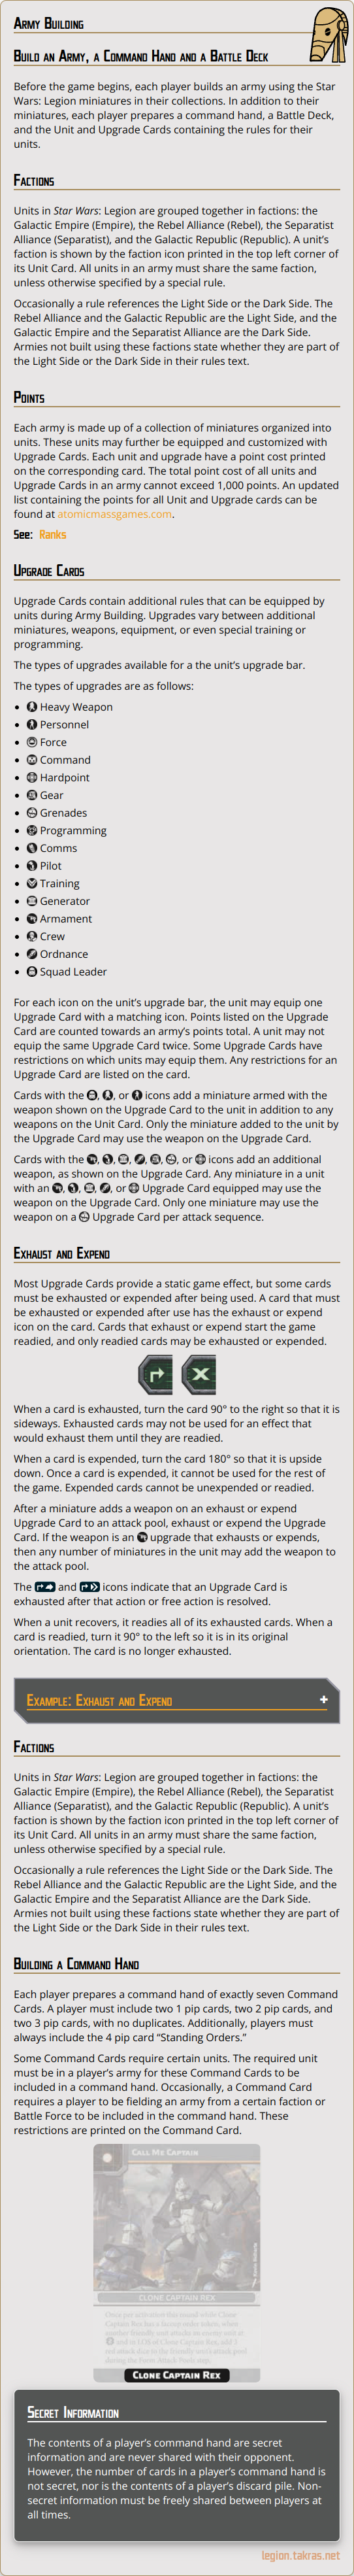 Army Building
Build an Army, a Command Hand and a Battle Deck
Before the game begins, each player builds an army using the Star
Wars: Legion miniatures in their collections. In addition to their
miniatures, each player prepares a command hand, a Battle Deck,
and the Unit and Upgrade Cards containing the rules for their
units.
Factions
Units in Star Wars: Legion are grouped together in factions: the
Galactic Empire (Empire), the Rebel Alliance (Rebel), the Separatist
Alliance (Separatist), and the Galactic Republic (Republic). A unit's
faction is shown by the faction icon printed in the top left corner of
its Unit Card. All units in an army must share the same faction,
unless otherwise specified by a special rule.
Occasionally a rule references the Light Side or the Dark Side. The
Rebel Alliance and the Galactic Republic are the Light Side, and the
Galactic Empire and the Separatist Alliance are the Dark Side.
Armies not built using these factions state whether they are part of
the Light Side or the Dark Side in their rules text.
Points
Each army is made up of a collection of miniatures organized into
units. These units may further be equipped and customized with
Upgrade Cards. Each unit and upgrade have a point cost printed
on the corresponding card. The total point cost of all units and
Upgrade Cards in an army cannot exceed 1,000 points. An updated
list containing the points for all Unit and Upgrade cards can be
found at atomicmassgames.com.
See: Ranks
Upgrade Cards
Upgrade Cards contain additional rules that can be equipped by
units during Army Building. Upgrades vary between additional
miniatures, weapons, equipment, or even special training or
programming.
The types of upgrades available for a the unit's upgrade bar.
The types of upgrades are as follows:
Heavy Weapon
Personnel
Force
Command
Hardpoint
Gear
Grenades
Programming
Comms
Pilot
Training
Generator
Armament
Crew
Ordnance
Squad Leader
For each icon on the unit's upgrade bar, the unit may equip one
Upgrade Card with a matching icon. Points listed on the Upgrade
Card are counted towards an army's points total. A unit may not
equip the same Upgrade Card twice. Some Upgrade Cards have
restrictions on which units may equip them. Any restrictions for an
Upgrade Card are listed on the card.
Cards with the , , or icons add a miniature armed with the
weapon shown on the Upgrade Card to the unit in addition to any
weapons on the Unit Card. Only the miniature added to the unit by
the Upgrade Card may use the weapon on the Upgrade Card.
Cards with the , , , , , , or icons add an additional
weapon, as shown on the Upgrade Card. Any miniature in a unit
with an , , , , or Upgrade Card equipped may use the
weapon on the Upgrade Card. Only one miniature may use the
weapon on a Upgrade Card per attack sequence.
Exhaust and Expend
Most Upgrade Cards provide a static game effect, but some cards
must be exhausted or expended after being used. A card that must
be exhausted or expended after use has the exhaust or expend
icon on the card. Cards that exhaust or expend start the game
readied, and only readied cards may be exhausted or expended.
When a card is exhausted, turn the card 90° to the right so that it is
sideways. Exhausted cards may not be used for an effect that
would exhaust them until they are readied.
When a card is expended, turn the card 180° so that it is upside
down. Once a card is expended, it cannot be used for the rest of
the game. Expended cards cannot be unexpended or readied.
After a miniature adds a weapon on an exhaust or expend
Upgrade Card to an attack pool, exhaust or expend the Upgrade
Card. If the weapon is an upgrade that exhausts or expends,
then any number of miniatures in the unit may add the weapon to
the attack pool.
The and icons indicate that an Upgrade Card is
exhausted after that action or free action is resolved.
When a unit recovers, it readies all of its exhausted cards. When a
card is readied, turn it 90° to the left so it is in its original
orientation. The card is no longer exhausted.
Example: Exhaust and Expend +
Factions
Units in Star Wars: Legion are grouped together in factions: the
Galactic Empire (Empire), the Rebel Alliance (Rebel), the Separatist
Alliance (Separatist), and the Galactic Republic (Republic). A unit's
faction is shown by the faction icon printed in the top left corner of
its Unit Card. All units in an army must share the same faction,
unless otherwise specified by a special rule.
Occasionally a rule references the Light Side or the Dark Side. The
Rebel Alliance and the Galactic Republic are the Light Side, and the
Galactic Empire and the Separatist Alliance are the Dark Side.
Armies not built using these factions state whether they are part of
the Light Side or the Dark Side in their rules text.
Building a Command Hand
Each player prepares a command hand of exactly seven Command
Cards. A player must include two 1 pip cards, two 2 pip cards, and
two 3 pip cards, with no duplicates. Additionally, players must
always include the 4 pip card “Standing Orders.”
Some Command Cards require certain units. The required unit
must be in a player's army for these Command Cards to be
included in a command hand. Occasionally, a Command Card
requires a player to be fielding an army from a certain faction or
Battle Force to be included in the command hand. These
restrictions are printed on the Command Card.
Call Me Captain
Clone Captain Rex
Clone Captain Rex
Secret Information
The contents of a player's command hand are secret
information and are never shared with their opponent.
However, the number of cards in a player's command hand is
not secret, nor is the contents of a player's discard pile. Non-
secret information must be freely shared between players at
all times.
legion.takras.net